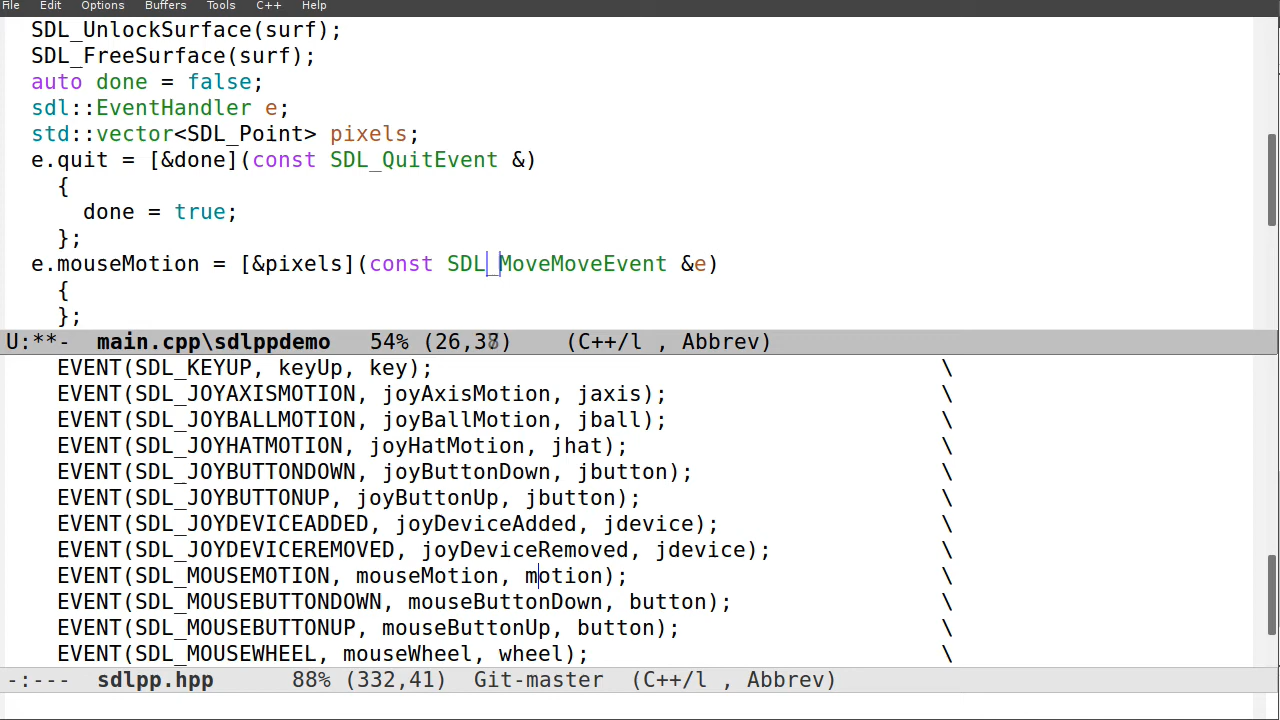 File Edit Options Buffers Tools C++ Help
SDL_UnlockSurface(surf);
SDL_FreeSurface(surf);
auto done = false;
sdl::EventHandler e;
std::vector<SDL_Point> pixels;
e.quit = [&done](const SDL_QuitEvent &)
{
done = true;
};
e.mouseMotion = [&pixels](const SDL_MoveMoveEvent &e)
{
};
U:**- main.cpp\sdlppdemo 54% (26,37) (C++/l , Abbrev)
EVENT(SDL_KEYUP, keyUp, key); \
EVENT(SDL_JOYAXISMOTION, joyAxisMotion, jaxis); \
EVENT(SDL_JOYBALLMOTION, joyBallMotion, jball); \
EVENT(SDL_JOYHATMOTION, joyHatMotion, jhat); \
EVENT(SDL_JOYBUTTONDOWN, joyButtonDown, jbutton); \
EVENT(SDL_JOYBUTTONUP, joyButtonUp, jbutton); \
EVENT(SDL_JOYDEVICEADDED, joyDeviceAdded, jdevice); \
EVENT(SDL_JOYDEVICEREMOVED, joyDeviceRemoved, jdevice); \
EVENT(SDL_MOUSEMOTION, mouseMotion, motion); \
EVENT(SDL_MOUSEBUTTONDOWN, mouseButtonDown, button); \
EVENT(SDL_MOUSEBUTTONUP, mouseButtonUp, button); \
EVENT(SDL_MOUSEWHEEL, mouseWheel, wheel); \
-:--- sdlpp.hpp 88% (332,41) Git-master (C++/l , Abbrev)